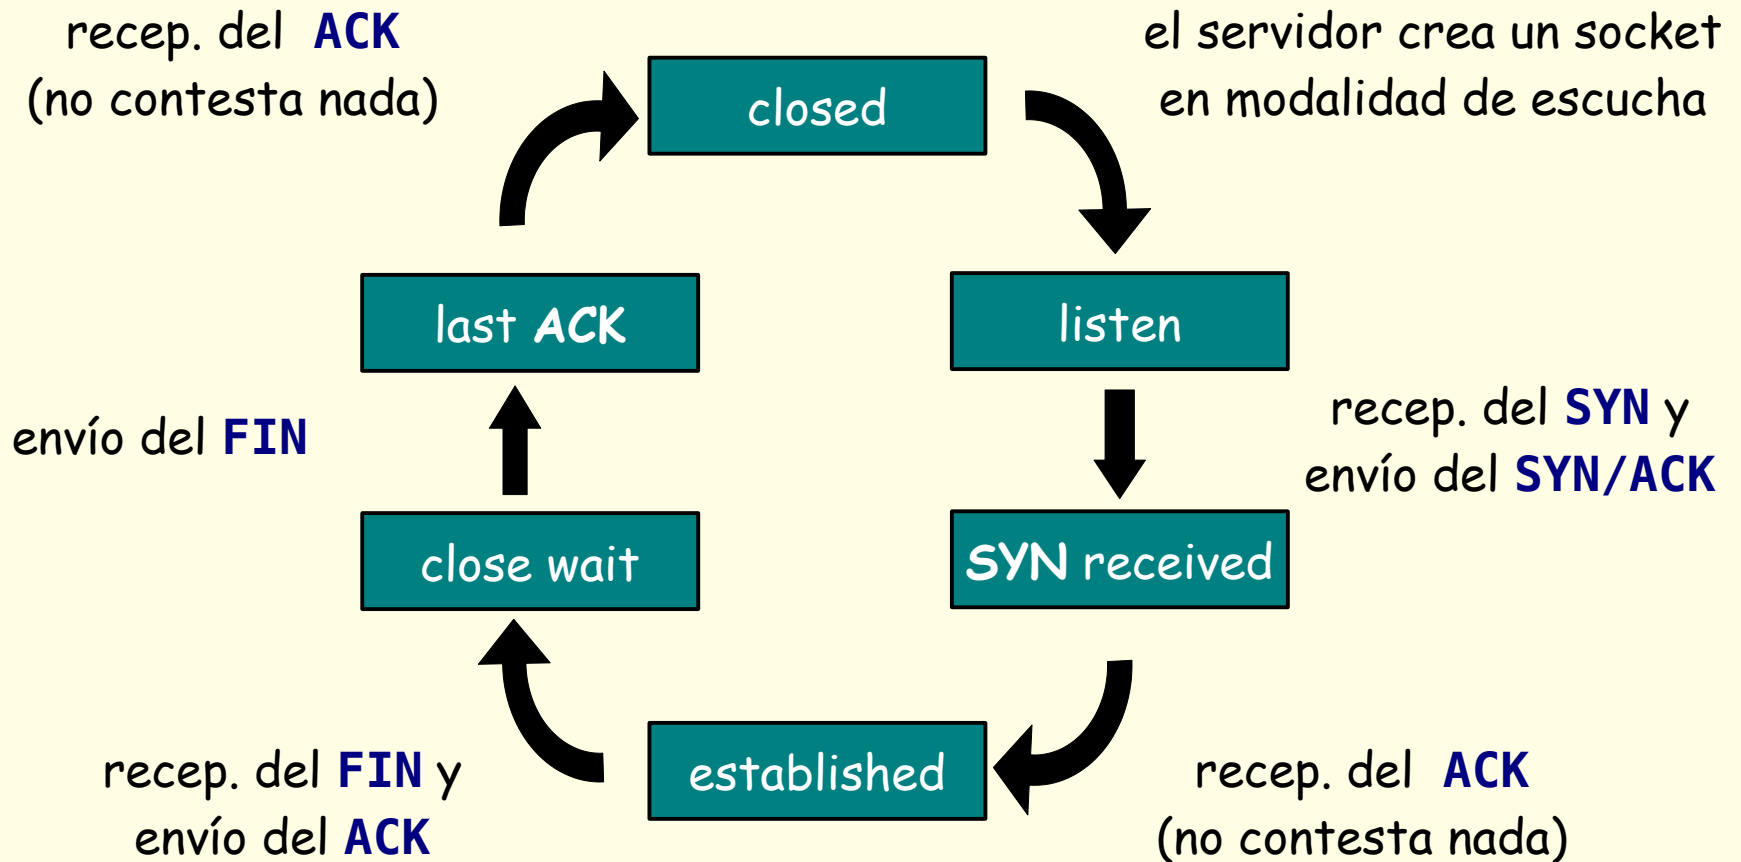 recep. del ACK
(no contesta nada)
closed
el servidor crea un socket
en modalidad de escucha
last ACK
listen
envío del FIN
recep. del SYN y
envío del SYN/ACK
close wait
SYN received
recep. del FIN y
envío del ACK
established
recep. del ACK
(no contesta nada)